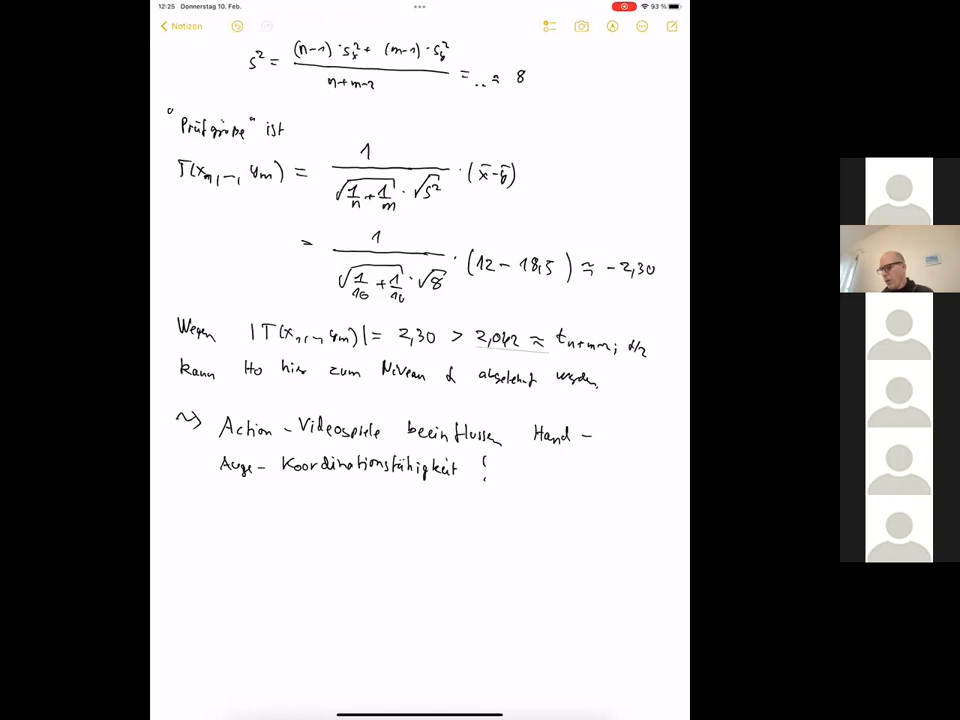 12:25 Donnerstag 10. Feb.
93 %
Notizen
s² = ((n-1)·s_x² + (m-1)·s_y²) / (n+m-2) = ... ≈ 8
"Prüfgröße" ist
T(x₁,…,y_m) = 1 / (√(1/n + 1/m) · √s²) · (x̄-ȳ)
= 1 / (√(1/16 + 1/16) · √8) · (12 - 18,5) ≈ -2,30
Wegen |T(x₁,…,y_m)| = 2,30 > 2,042 ≈ t_{n+m-2; α/2}
kann H0 hier zum Niveau α abgelehnt werden.
⇝ Action-Videospiele beeinflussen Hand-
Auge-Koordinationsfähigkeit !